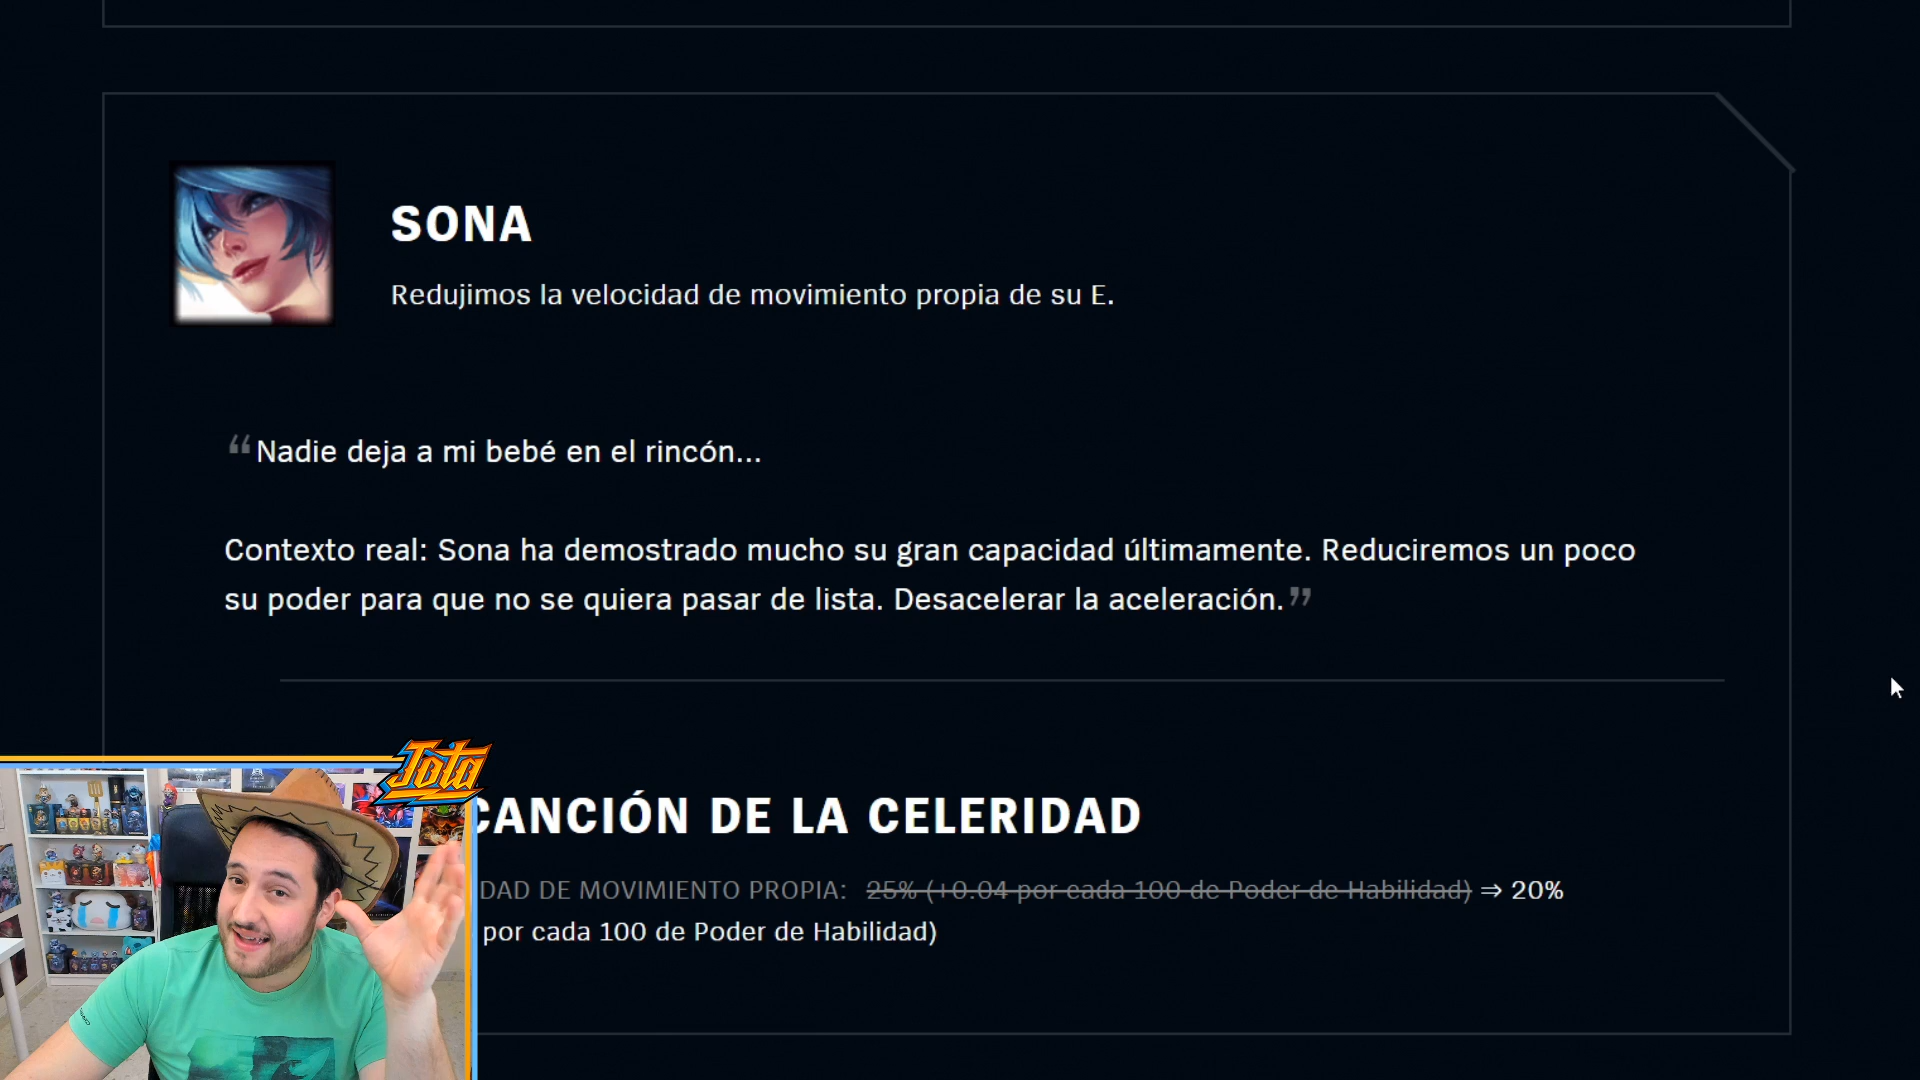 SONA
Redujimos la velocidad de movimiento propia de su E.
“Nadie deja a mi bebé en el rincón...
Contexto real: Sona ha demostrado mucho su gran capacidad últimamente. Reduciremos un poco
su poder para que no se quiera pasar de lista. Desacelerar la aceleración.”
Jota
CANCIÓN DE LA CELERIDAD
DAD DE MOVIMIENTO PROPIA: 25% (+0.04 por cada 100 de Poder de Habilidad) ⇒ 20%
por cada 100 de Poder de Habilidad)